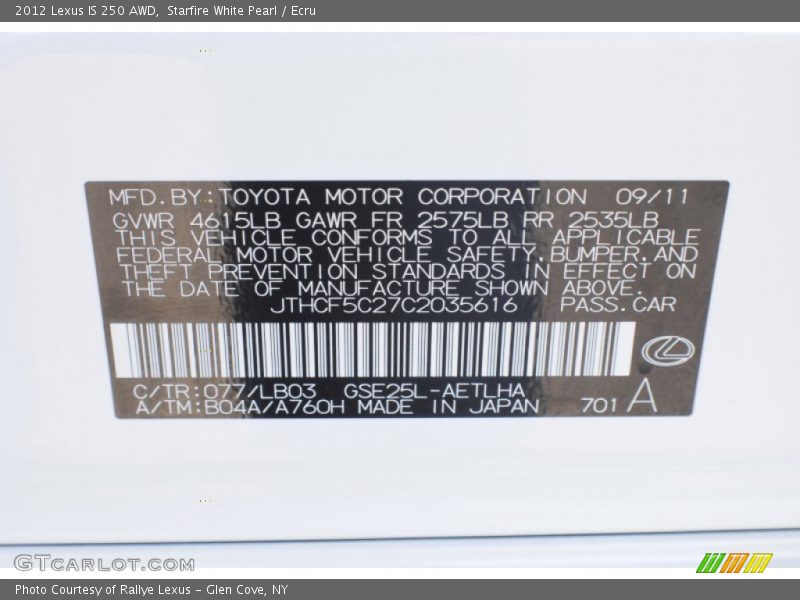 2012 Lexus IS 250 AWD,  Starfire White Pearl / Ecru
MFD. BY: TOYOTA MOTOR CORPORATION 09/11
GVWR 4615LB GAWR FR 2575LB RR 2535LB
THIS VEHICLE CONFORMS TO ALL APPLICABLE
FEDERAL MOTOR VEHICLE SAFETY, BUMPER, AND
THEFT PREVENTION STANDARDS IN EFFECT ON
THE DATE OF MANUFACTURE SHOWN ABOVE.
JTHCF5C27C2035616 PASS. CAR
C/TR: 077/LB03 GSE25L-AETLHA
A/TM: B04A/A760H MADE IN JAPAN 701 A
GTCARLOT.COM
Photo Courtesy of Rallye Lexus - Glen Cove, NY